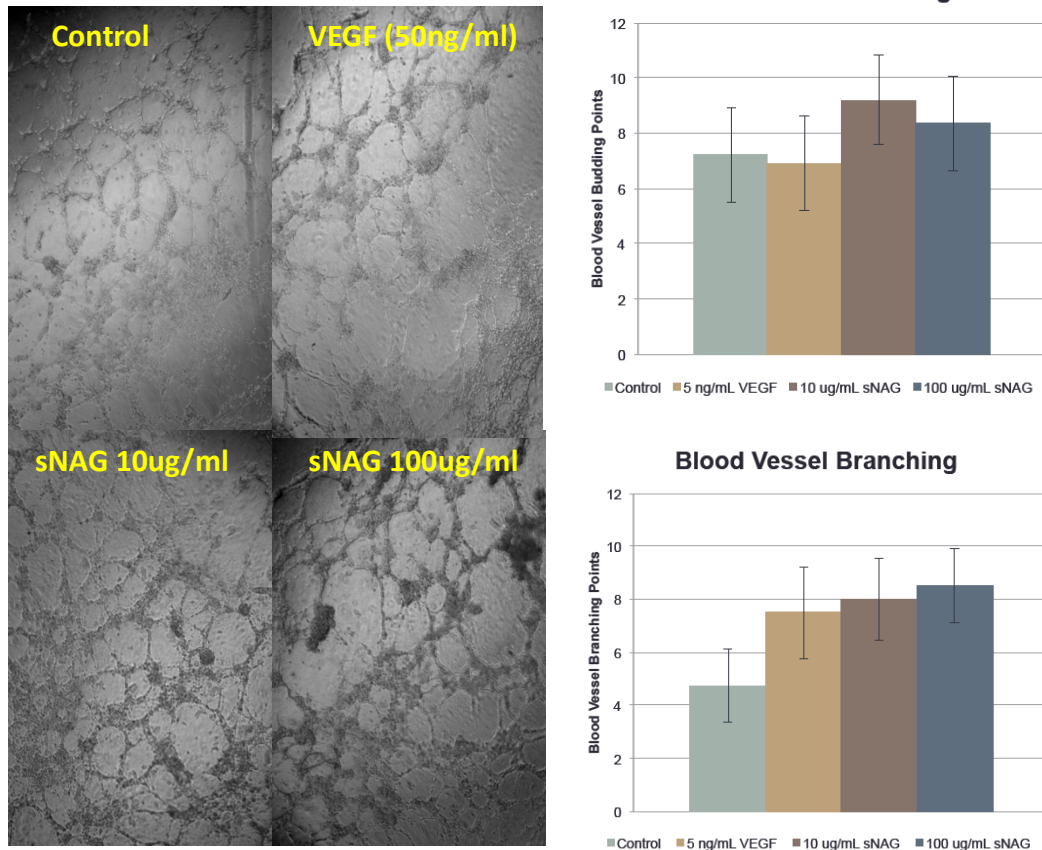 Control
VEGF (50ng/ml)
sNAG 10ug/ml
sNAG 100ug/ml
12
10
8
6
4
2
0
Blood Vessel Budding Points
Control 5 ng/mL VEGF 10 ug/mL sNAG 100 ug/mL sNAG
Blood Vessel Branching
12
10
8
6
4
2
0
Blood Vessel Branching Points
Control 5 ng/mL VEGF 10 ug/mL sNAG 100 ug/mL sNAG